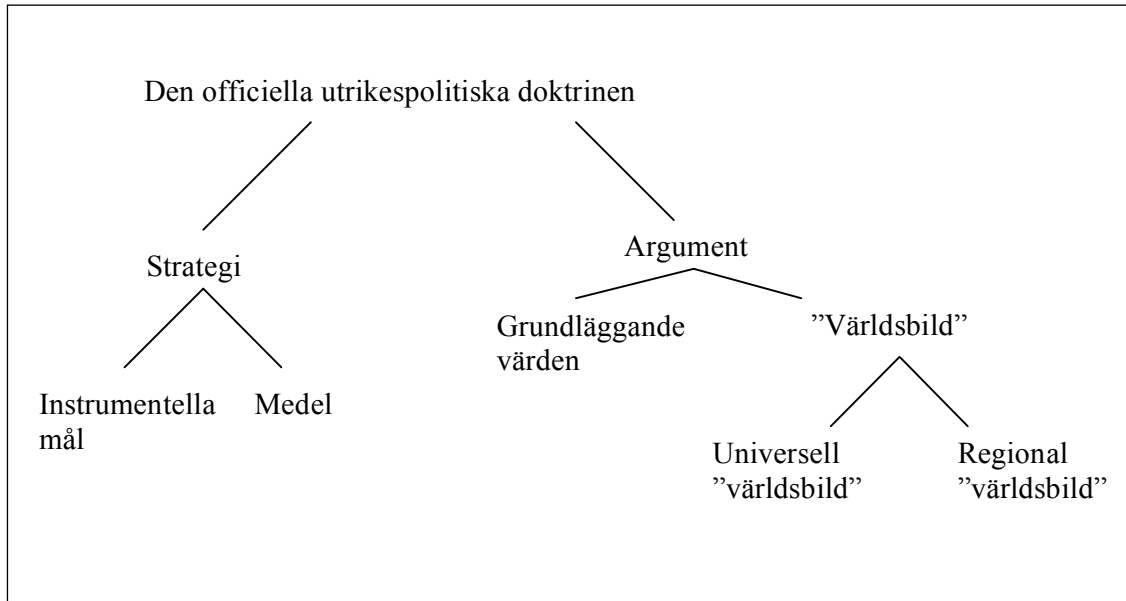 Den officiella utrikespolitiska doktrinen
Strategi
Argument
Instrumentella
mål
Medel
Grundläggande
värden
”Världsbild”
Universell
”världsbild”
Regional
”världsbild”